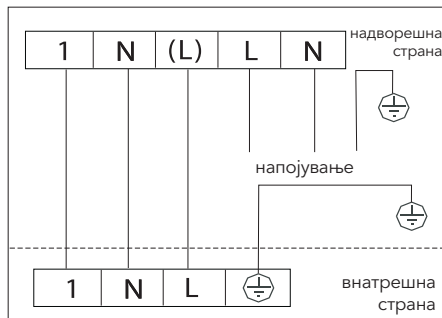 1 N (L) L N
надворешна
страна
напојување
1 N L
внатрешна
страна